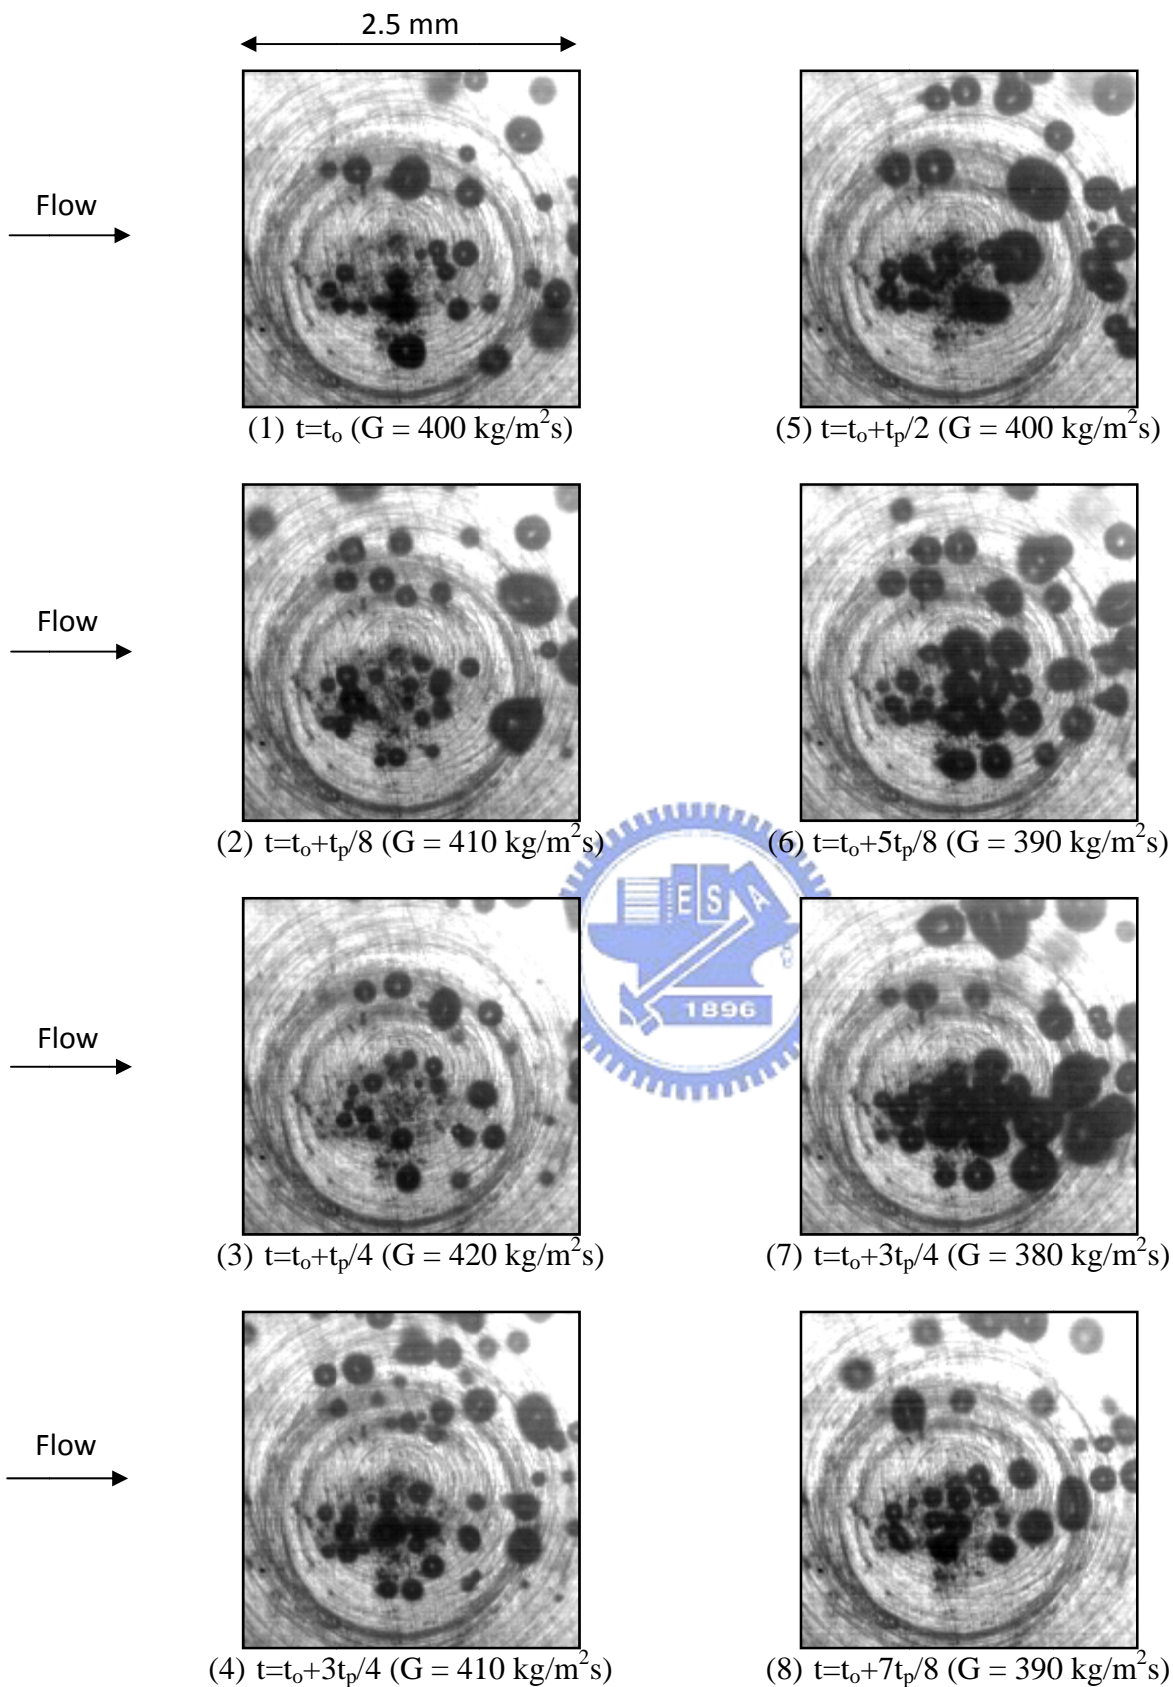 2.5 mm
Flow
(1) t=tₒ (G = 400 kg/m²s)
(5) t=tₒ+tₚ/2 (G = 400 kg/m²s)
Flow
(2) t=tₒ+tₚ/8 (G = 410 kg/m²s)
(6) t=tₒ+5tₚ/8 (G = 390 kg/m²s)
E S A
1896
Flow
(3) t=tₒ+tₚ/4 (G = 420 kg/m²s)
(7) t=tₒ+3tₚ/4 (G = 380 kg/m²s)
Flow
(4) t=tₒ+3tₚ/4 (G = 410 kg/m²s)
(8) t=tₒ+7tₚ/8 (G = 390 kg/m²s)